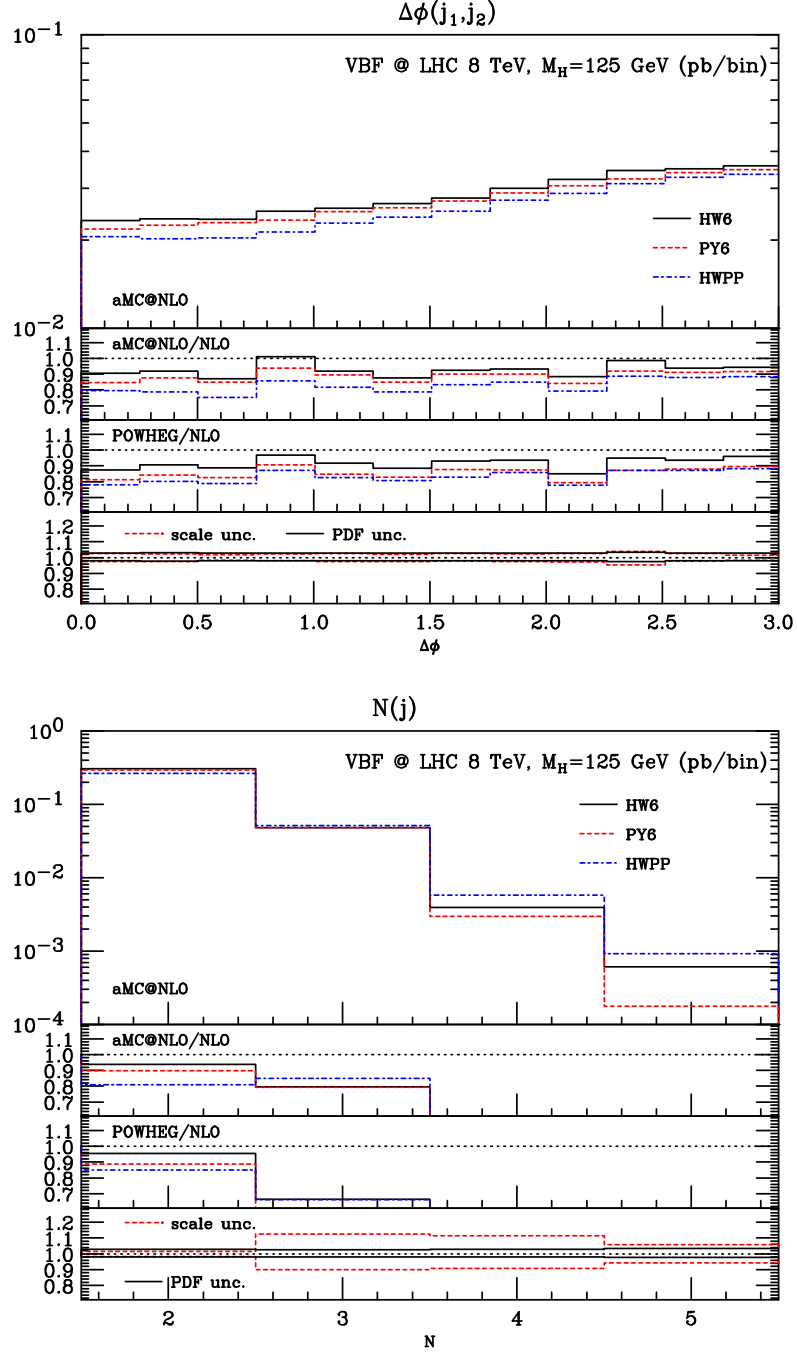 Δϕ(j₁,j₂)
10⁻¹
VBF @ LHC 8 TeV, M_H=125 GeV (pb/bin)
HW6
PY6
HWPP
aMC@NLO
10⁻²
aMC@NLO/NLO
1.1
1.0
0.9
0.8
0.7
POWHEG/NLO
1.1
1.0
0.9
0.8
0.7
1.2
scale unc. PDF unc.
1.1
1.0
0.9
0.8
0.0 0.5 1.0 1.5 2.0 2.5 3.0
Δϕ
N(j)
10⁰
VBF @ LHC 8 TeV, M_H=125 GeV (pb/bin)
10⁻¹
HW6
PY6
HWPP
10⁻²
10⁻³
aMC@NLO
10⁻⁴
aMC@NLO/NLO
1.1
1.0
0.9
0.8
0.7
POWHEG/NLO
1.1
1.0
0.9
0.8
0.7
scale unc.
1.2
1.1
1.0
0.9
0.8
PDF unc.
2 3 4 5
N